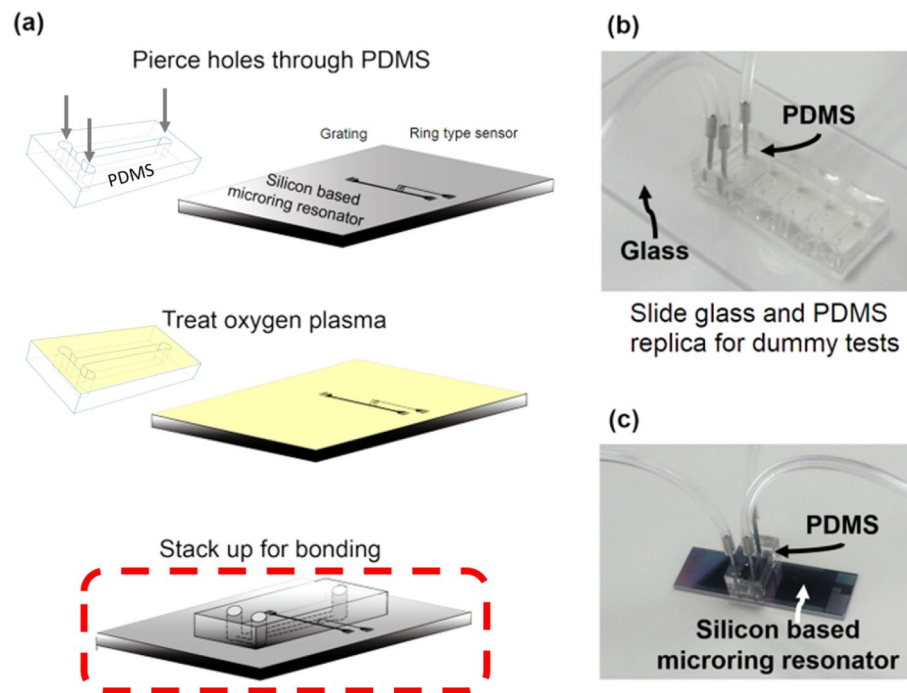 (a)
Pierce holes through PDMS
PDMS
Grating
Ring type sensor
Silicon based
microring resonator
Treat oxygen plasma
Stack up for bonding
(b)
PDMS
Glass
Slide glass and PDMS
replica for dummy tests
(c)
PDMS
Silicon based
microring resonator